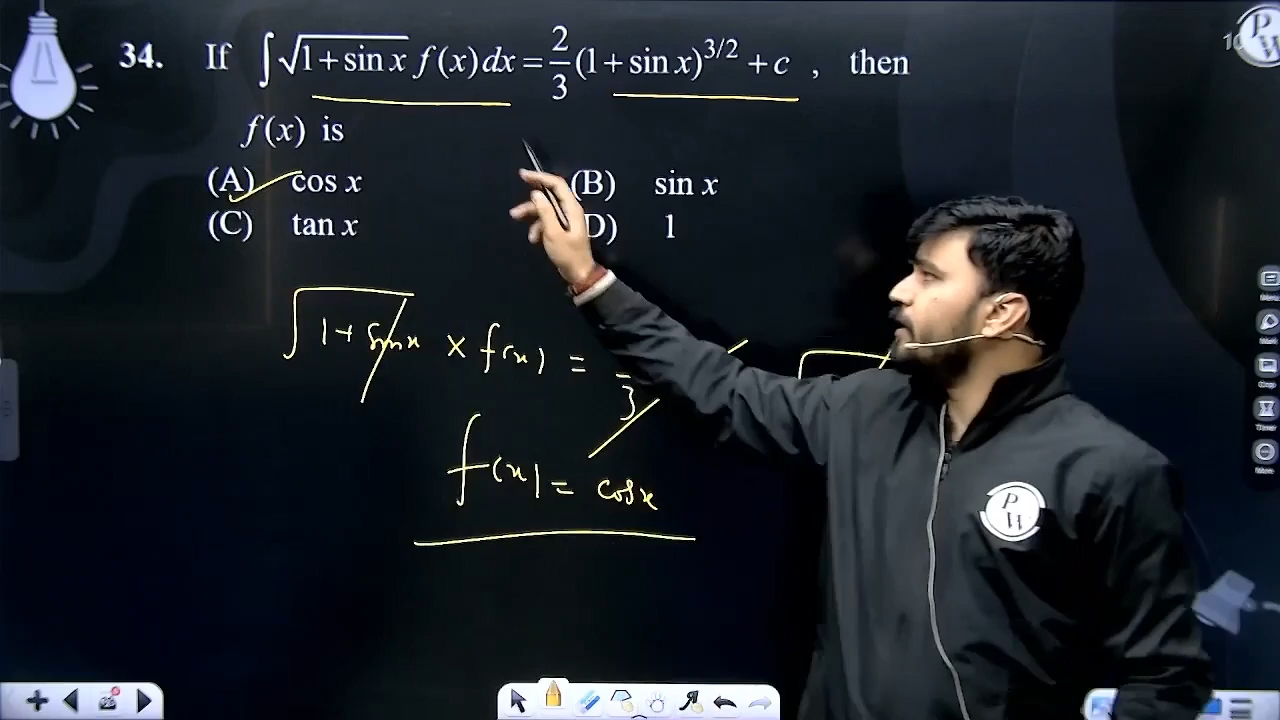 34. If ∫√(1+sin x) f(x)dx = 2/3 (1+sin x)^{3/2} + c , then
f(x) is
(A) cos x (B) sin x
(C) tan x D) 1
√(1+sinx) × f(x) = 3
f(x) = cosx
P W
P W